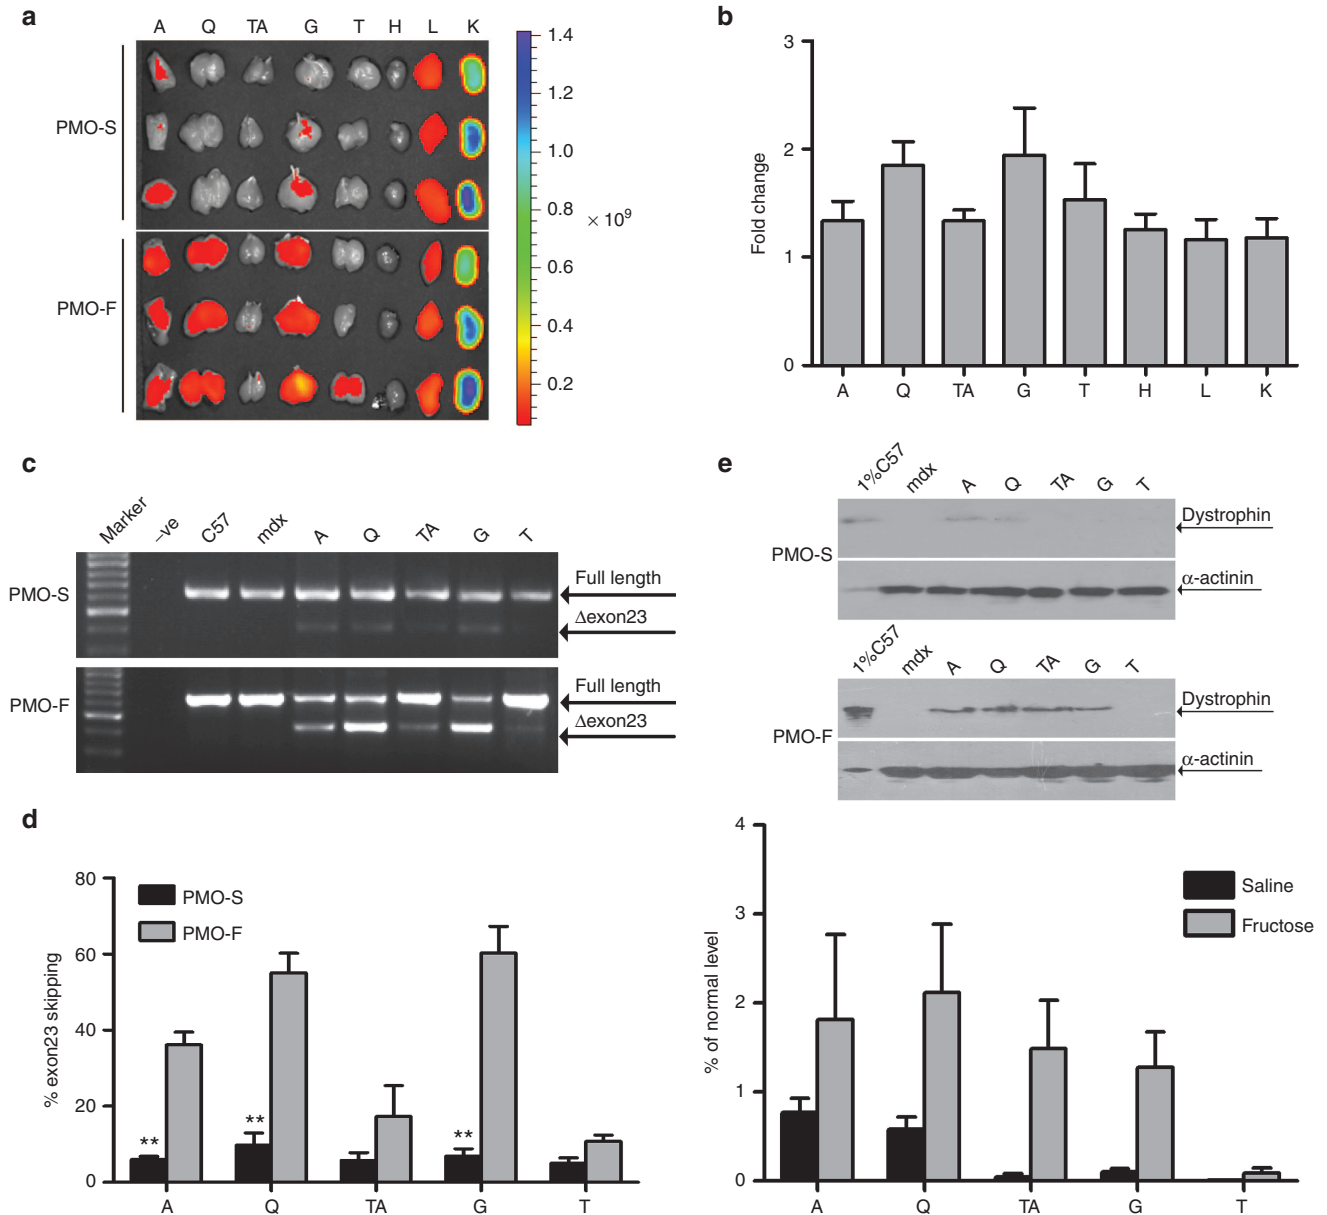 a
A Q TA G T H L K
PMO-S
PMO-F
1.4
1.2
1.0
0.8
0.6
0.4
0.2
× 10⁹
b
Fold change
3
2
1
0
A Q TA G T H L K
c
Marker –ve C57 mdx A Q TA G T
PMO-S
Full length
Δexon23
PMO-F
Full length
Δexon23
e
1%C57 mdx A Q TA G T
PMO-S
Dystrophin
α-actinin
1%C57 mdx A Q TA G T
PMO-F
Dystrophin
α-actinin
d
% exon23 skipping
80
60
40
20
0
PMO-S
PMO-F
** ** **
A Q TA G T
% of normal level
4
3
2
1
0
Saline
Fructose
A Q TA G T